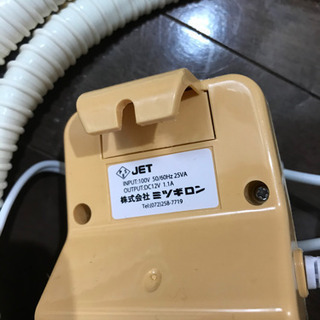 JET
INPUT:100V 50/60Hz 25VA
OUTPUT:DC12V 1.1A
株式会社 ミツギロン
Tel:(072)258-7719